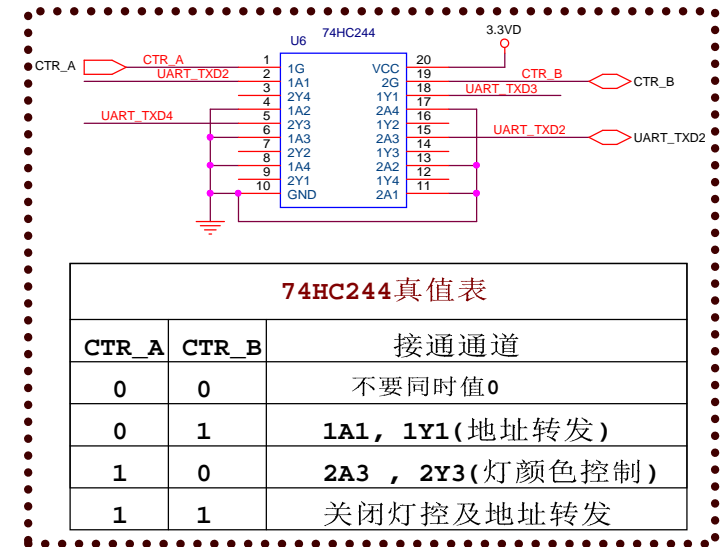 U6 74HC244 3.3VD
CTR_A CTR_A 1 1G VCC 20
UART_TXD2 2 1A1 2G 19 CTR_B CTR_B
3 2Y4 1Y1 18 UART_TXD3
4 1A2 2A4 17
UART_TXD4 5 2Y3 1Y2 16
6 1A3 2A3 15 UART_TXD2 UART_TXD2
7 2Y2 1Y3 14
8 1A4 2A2 13
9 2Y1 1Y4 12
10 GND 2A1 11
74HC244真值表
CTR_A CTR_B 接通通道
0 0 不要同时值0
0 1 1A1, 1Y1(地址转发)
1 0 2A3 , 2Y3(灯颜色控制)
1 1 关闭灯控及地址转发